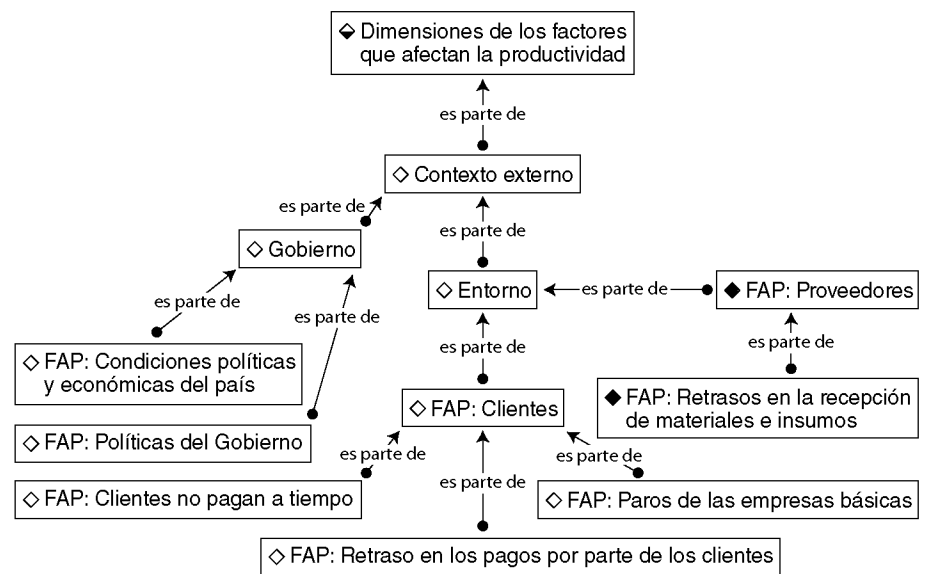 Dimensiones de los factores
que afectan la productividad
es parte de
Contexto externo
es parte de
es parte de
Gobierno
es parte de
es parte de
Entorno
es parte de
FAP: Proveedores
es parte de
es parte de
FAP: Condiciones políticas
y económicas del país
FAP: Clientes
FAP: Retrasos en la recepción
de materiales e insumos
FAP: Políticas del Gobierno
es parte de
es parte de
es parte de
FAP: Clientes no pagan a tiempo
FAP: Paros de las empresas básicas
FAP: Retraso en los pagos por parte de los clientes